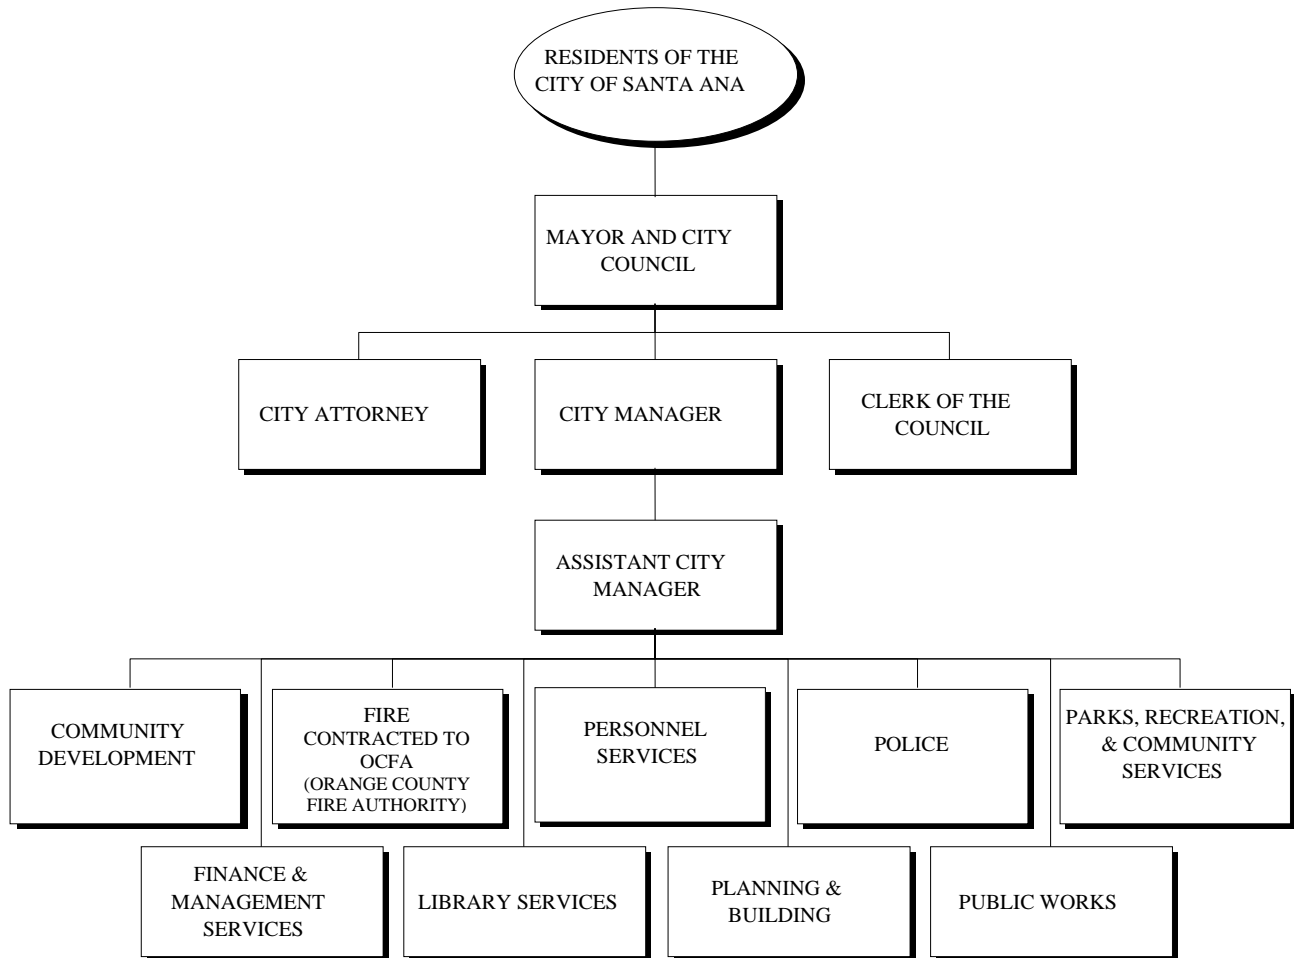 RESIDENTS OF THE
CITY OF SANTA ANA
MAYOR AND CITY
COUNCIL
CITY ATTORNEY
CITY MANAGER
CLERK OF THE
COUNCIL
ASSISTANT CITY
MANAGER
COMMUNITY
DEVELOPMENT
FIRE
CONTRACTED TO
OCFA
(ORANGE COUNTY
FIRE AUTHORITY)
PERSONNEL
SERVICES
POLICE
PARKS, RECREATION,
& COMMUNITY
SERVICES
FINANCE &
MANAGEMENT
SERVICES
LIBRARY SERVICES
PLANNING &
BUILDING
PUBLIC WORKS